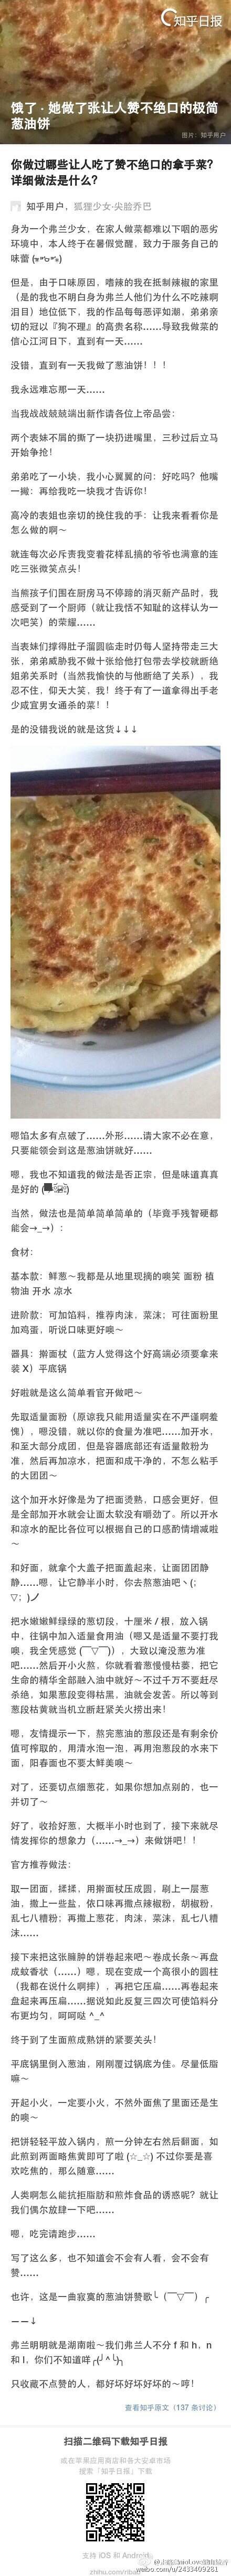 知乎日报
饿了 · 她做了张让人赞不绝口的极简
葱油饼
图片:知乎用户
你做过哪些让人吃了赞不绝口的拿手菜?
详细做法是什么?
知乎用户,狐狸少女·尖脸乔巴
身为一个弗兰少女,在家人做菜都难以下咽的恶劣
环境中,本人终于在暑假觉醒,致力于服务自己的
味蕾
但是,由于口味原因,嗜辣的我在抵制辣椒的家里
(是的我也不明白身为弗兰人他们为什么不吃辣啊
泪目)地位低下,我的作品每每恶评如潮,弟弟亲
亲切的冠以『狗不理』的高贵名称……导致我做菜的
信心江河日下,直到有一天……
没错,直到有一天我做了葱油饼!!!
我永远难忘那一天……
当我战战兢兢端出新作请各位上帝品尝:
两个表妹不屑的撕了一块扔进嘴里,三秒过后立马
开始争抢!
弟弟吃了一小块,我小心翼翼的问:好吃吗?他嘴
一撇:再给我吃一块我才告诉你!
高冷的表姐也亲切的挽住我的手:让我来看看你是
怎么做的啊~
就连每次必斥责我变着花样乱搞的爷爷也满意的连
吃三张微笑点头!
当熊孩子们围在厨房马不停蹄的消灭新产品时,我
感受到了一个厨师(就让我恬不知耻的这样认为一
次吧笑)的荣耀……
当表妹们撑得肚子溜圆临走时仍每人坚持带走三大
张,弟弟威胁我不做十张给他打包带去学校就断绝
姐弟关系时(当然我愉快的与他断绝了关系),我
忍不住,仰天大笑,我!终于有了一道拿得出手老
少咸宜男女通杀的菜!!
是的没错我说的就是这货↓↓↓
嗯馅太多有点破了……外形……请大家不必在意,
只要能领会到这是葱油饼就好……
嗯,我也不知道我的做法是否正宗,但是味道真真
是好的
当然,做法也是简单简单简单的(毕竟手残智硬都
能会→_→):
食材:
基本款:鲜葱~我都是从地里现摘的噢笑 面粉 植
物油 开水 凉水
进阶款:可加馅料,推荐肉沫,菜沫;可往面粉里
加鸡蛋,听说口味更好噢~
器具:擀面杖(蓝方人觉得这个好高端必须要拿来
装 X)平底锅
好啦就是这么简单看官开做吧~
先取适量面粉(原谅我只能用适量实在不严谨啊羞
愧),嗯没错,就以你的食量为准吧……加开水,
和至大部分成团,但是容器底部还有适量散粉为
准,然后再加凉水,把面和成干净的,不怎么粘手
的大团团~
这个加开水好像是为了把面烫熟,口感会更好,但
是全部加开水就会让面太软没有嚼劲了。所以开水
和凉水的配比各位可以根据自己的口感酌情增减啦
~
和好面,就拿个大盖子把面盖起来,让面团团静
静……嗯,让它静半小时,你去熬葱油吧ヽ(;
▽;)ノ
把水嫩嫩鲜绿绿的葱切段,十厘米 / 根,放入锅
中,往锅中加入适量食用油(嗯又是适量不要打我
噢,我全凭感觉 (￣▽￣)),大致以淹没葱为准
吧……然后开小火熬,你就看着葱慢慢枯萎,把它
生命的精华全部融入油中就好~不过千万不要赶尽
杀绝,如果葱段变得枯黑,油就会发苦。所以等到
葱段枯黄就当机立断赶紧关火捞出来!
嗯,友情提示一下,熬完葱油的葱段还是有剩余价
值可榨取的,用清水泡一泡,再用泡葱段的水来下
面,阳春面也不要太鲜美噢~
对了,还要切点细葱花,如果你想加点别的,也一
并切了~
好了,收拾好葱,大概半小时也到了,接下来就尽
情发挥你的想象力(……→_→)来做饼吧!!
官方推荐做法:
取一团面,揉揉,用擀面杖压成圆,刷上一层葱
油,撒上一些盐,依口味再撒点辣椒粉,胡椒粉,
乱七八糟粉;再撒上葱花,肉沫,菜沫,乱七八糟
沫……
接下来把这张臃肿的饼卷起来吧~卷成长条~再盘
成蚊香状(……)嗯,现在变成一个高很小的圆柱
(我都在说什么啊摔),再把它压扁……再卷起来
盘起来再压扁……据说如此反复三四次可使馅料分
布更均匀,呵呵哒 ^_^
终于到了生面煎成熟饼的紧要关头!
平底锅里倒入葱油,刚刚覆过锅底为佳。尽量低脂
嘛~
开起小火,一定要小火,不然外面焦了里面还是生
的噢~
把饼轻轻平放入锅内,煎一分钟左右然后翻面,如
此煎到两面略焦黄即可了啦 (☆_☆) 不过你要是喜
欢吃焦的,那么随意……
人类啊怎么能抗拒脂肪和煎炸食品的诱惑呢?就让
我们偶尔放肆一下吧……
嗯,吃完请跑步……
写了这么多,也不知道会不会有人看,会不会有
赞……
也许,这是一曲寂寞的葱油饼赞歌╰(￣▽￣)╭
——↓
弗兰明明就是湖南啦~我们弗兰人不分 f 和 h,n
和 l,你们不知道咩╭(╯^╰)╮
只收藏不点赞的人,都好坏好坏好坏的~哼!
查看知乎原文(137 条讨论)
扫描二维码下载知乎日报
或在苹果应用商店和各大安卓市场
搜索「知乎日报」下载
支持 iOS 和 Android
zhihu.com/ribao
weibo.com/u/2433409281